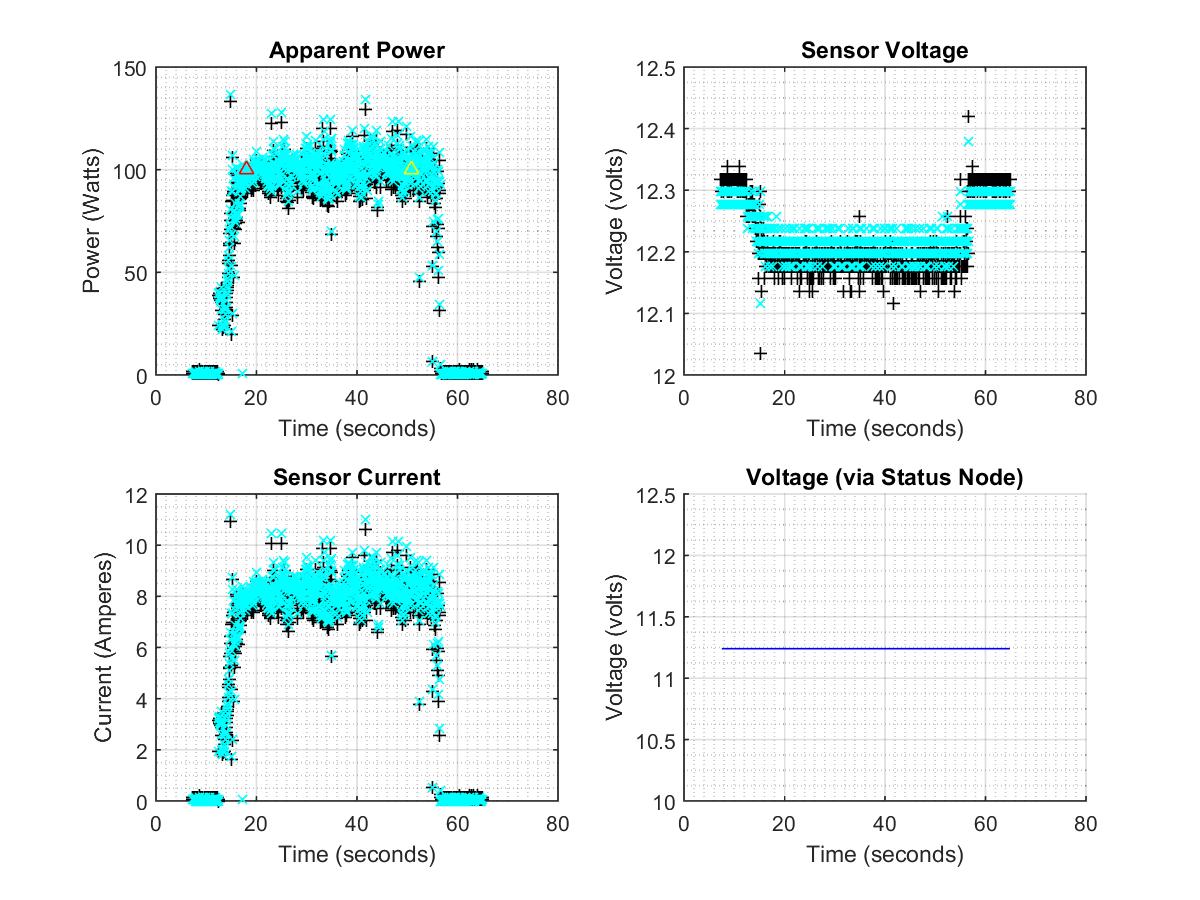 Apparent Power
150
100
50
0
0 20 40 60 80
Power (Watts)
Time (seconds)
Sensor Voltage
12.5
12.4
12.3
12.2
12.1
12
0 20 40 60 80
Voltage (volts)
Time (seconds)
Sensor Current
12
10
8
6
4
2
0
0 20 40 60 80
Current (Amperes)
Time (seconds)
Voltage (via Status Node)
12.5
12
11.5
11
10.5
10
0 20 40 60 80
Voltage (volts)
Time (seconds)